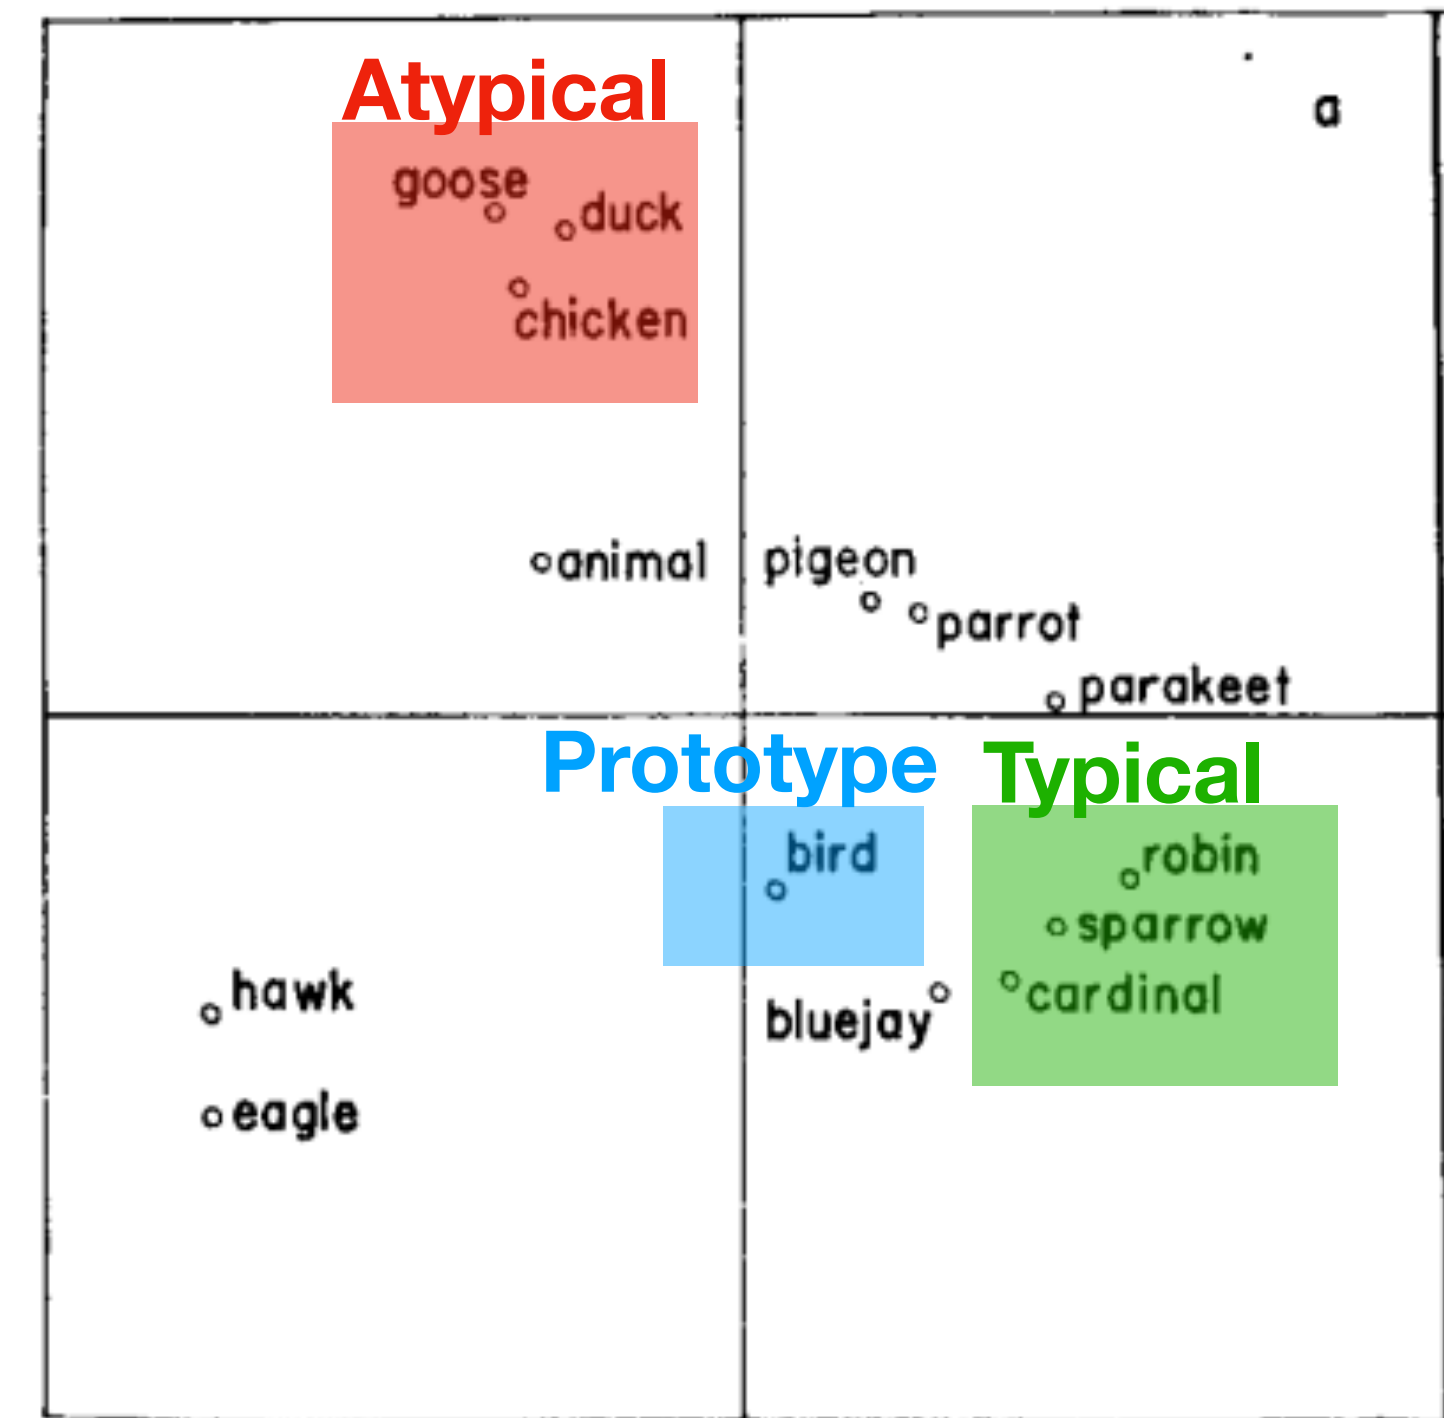 Atypical
a
goose
duck
chicken
animal
pigeon
parrot
parakeet
Prototype
Typical
bird
robin
sparrow
hawk
cardinal
bluejay
eagle